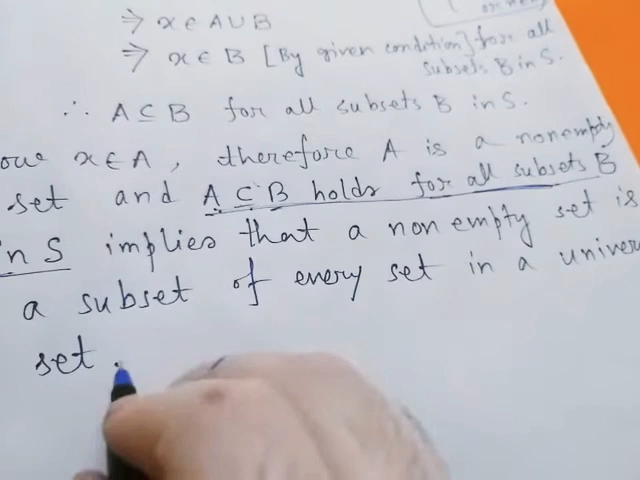 ⇒ x ∈ A ∪ B
⇒ x ∈ B [By given condition] for all
subsets B in S.
∴ A ⊆ B for all subsets B in S.
x ∈ A, therefore A is a nonempty
set and A ⊆ B holds for all subsets B
in S implies that a non empty set is
a subset of every set in a univer
set.